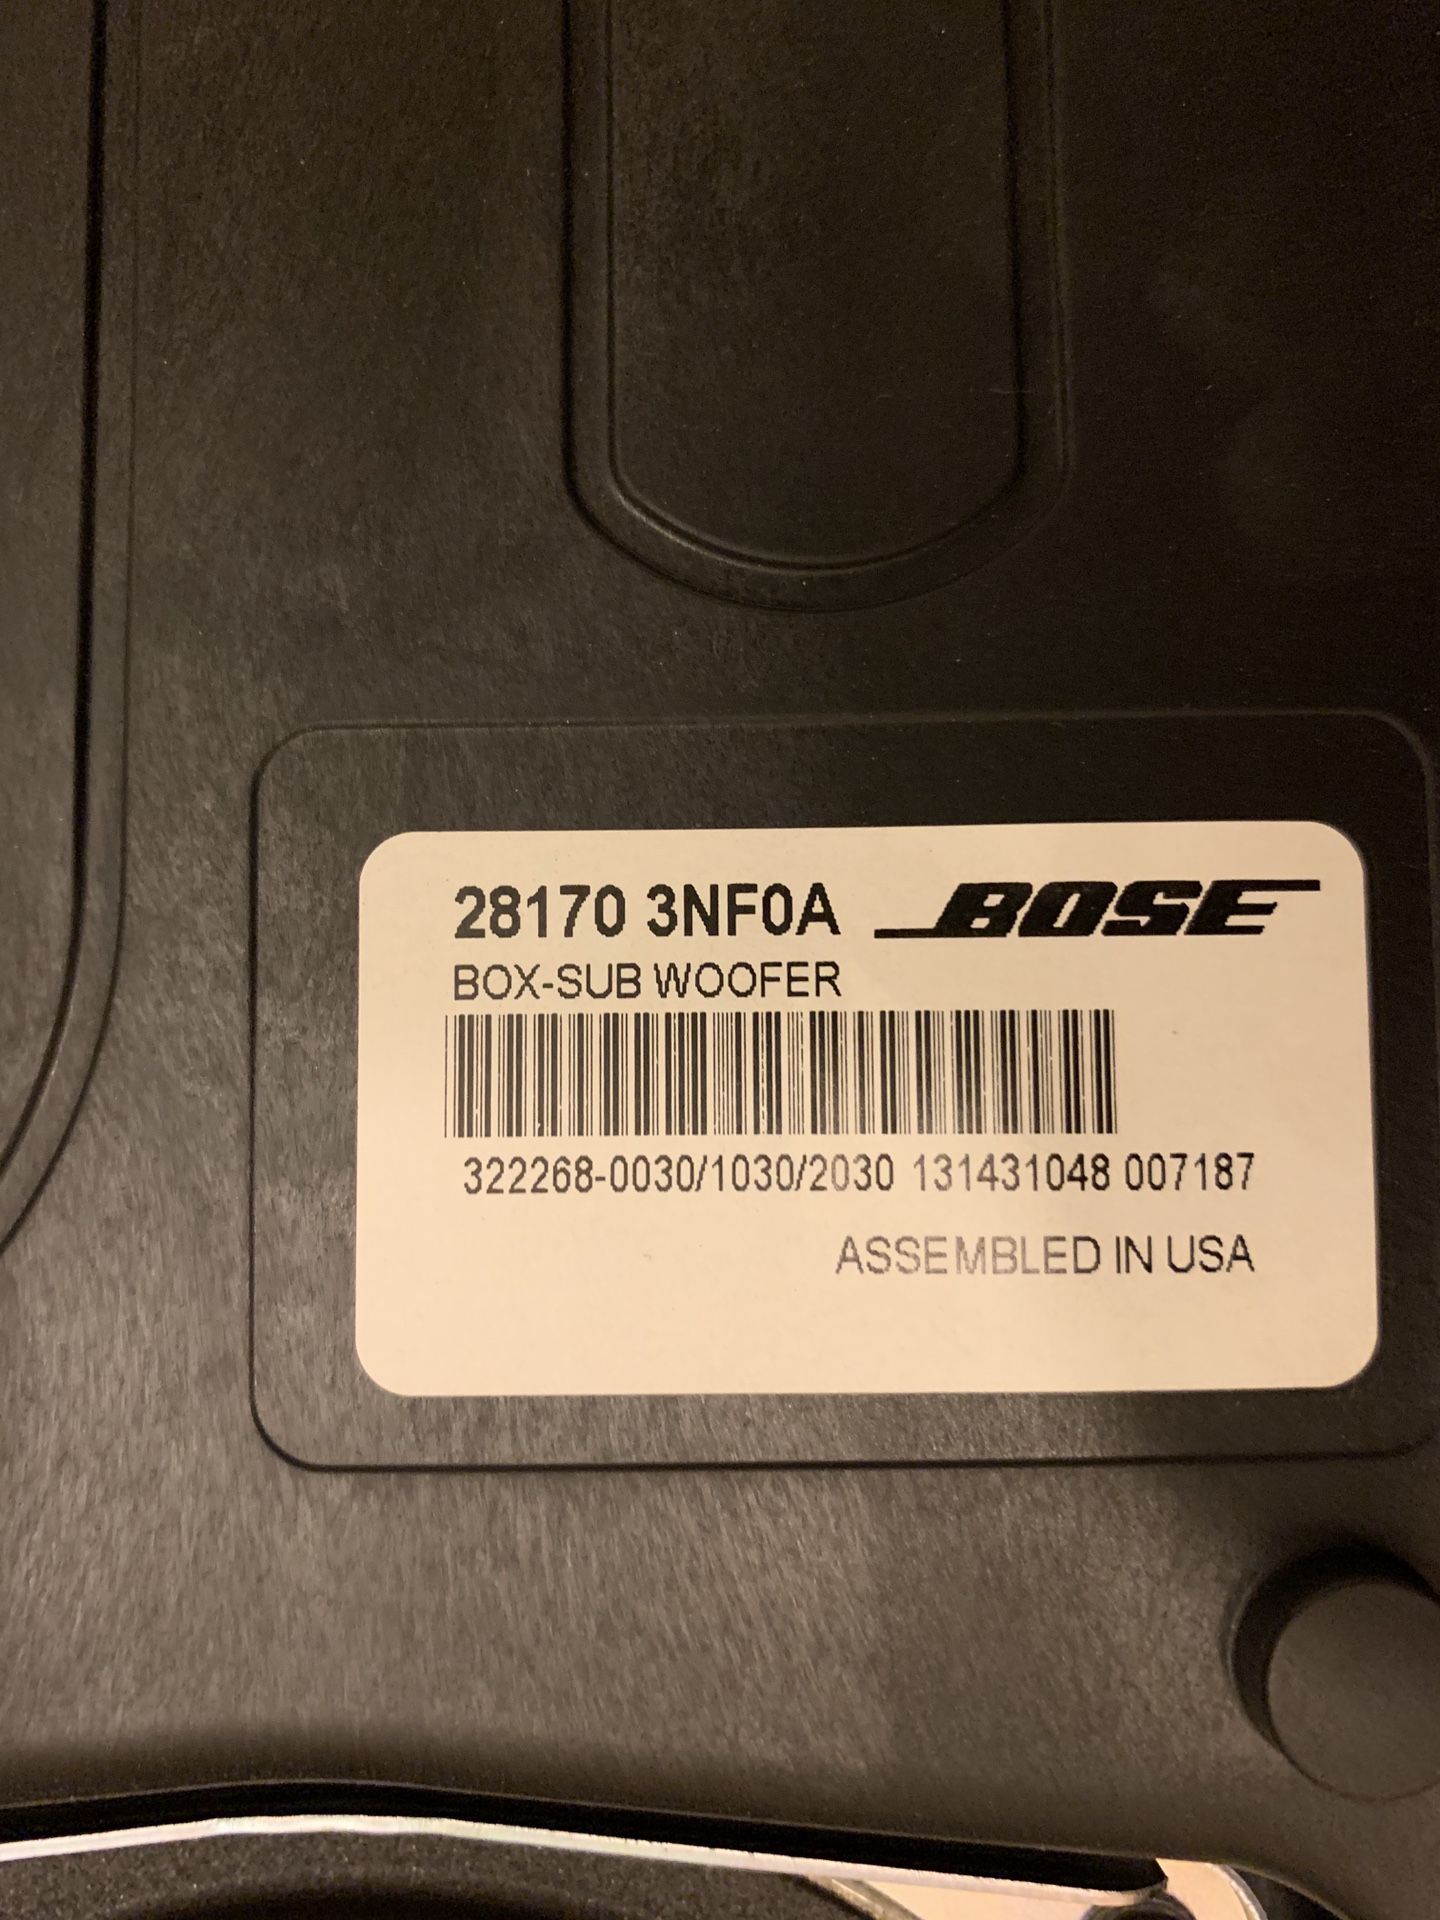 28170 3NF0A BOSE
BOX-SUB WOOFER
322268-0030/1030/2030 131431048 007187
ASSEMBLED IN USA